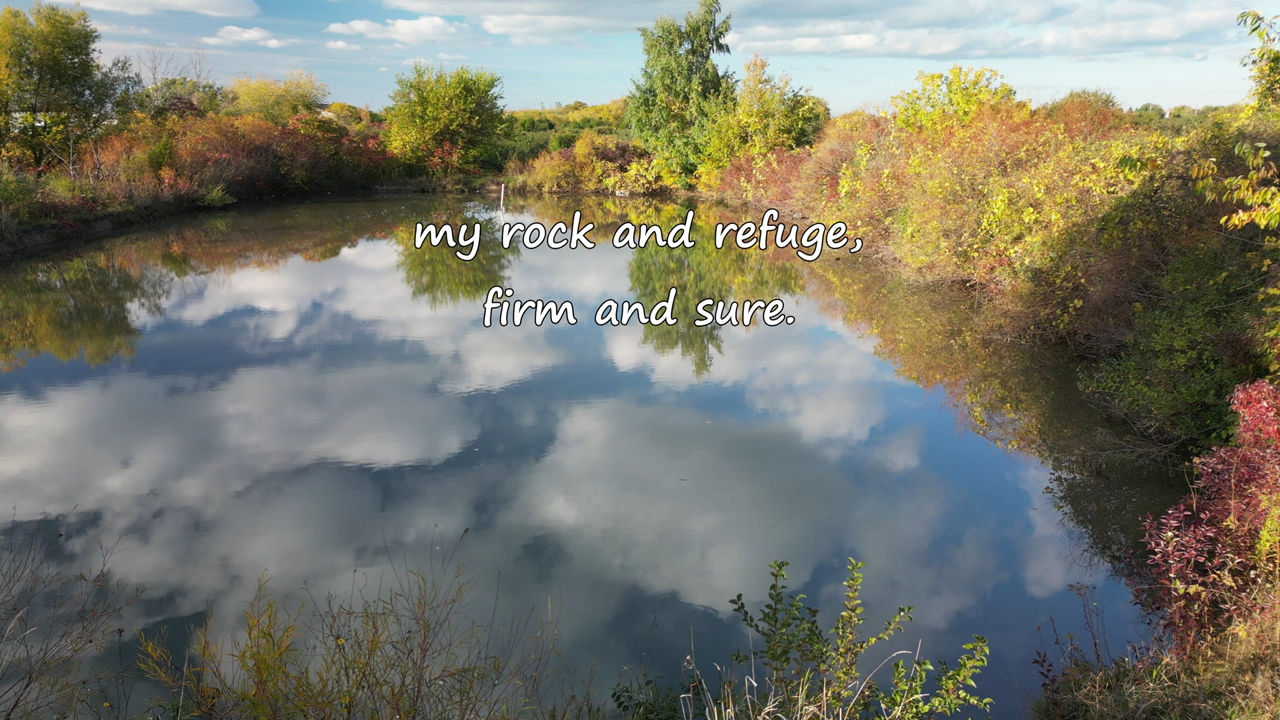 my rock and refuge,
firm and sure.